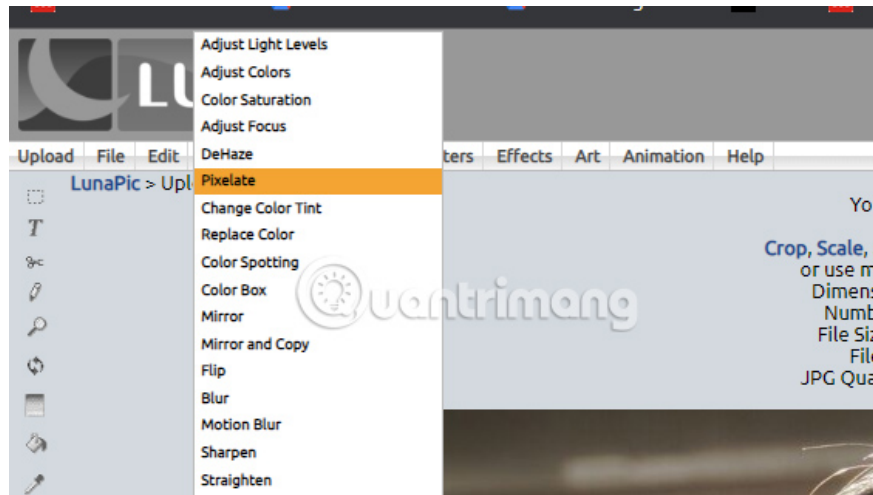 LU
Adjust Light Levels
Adjust Colors
Color Saturation
Adjust Focus
DeHaze
Pixelate
Change Color Tint
Replace Color
Color Spotting
Color Box
Mirror
Mirror and Copy
Flip
Blur
Motion Blur
Sharpen
Straighten
Upload File Edit ters Effects Art Animation Help
LunaPic > Upl
T
Yo
Crop, Scale,
or use m
Dimens
Numb
File Siz
File
JPG Qua
Quantrimang